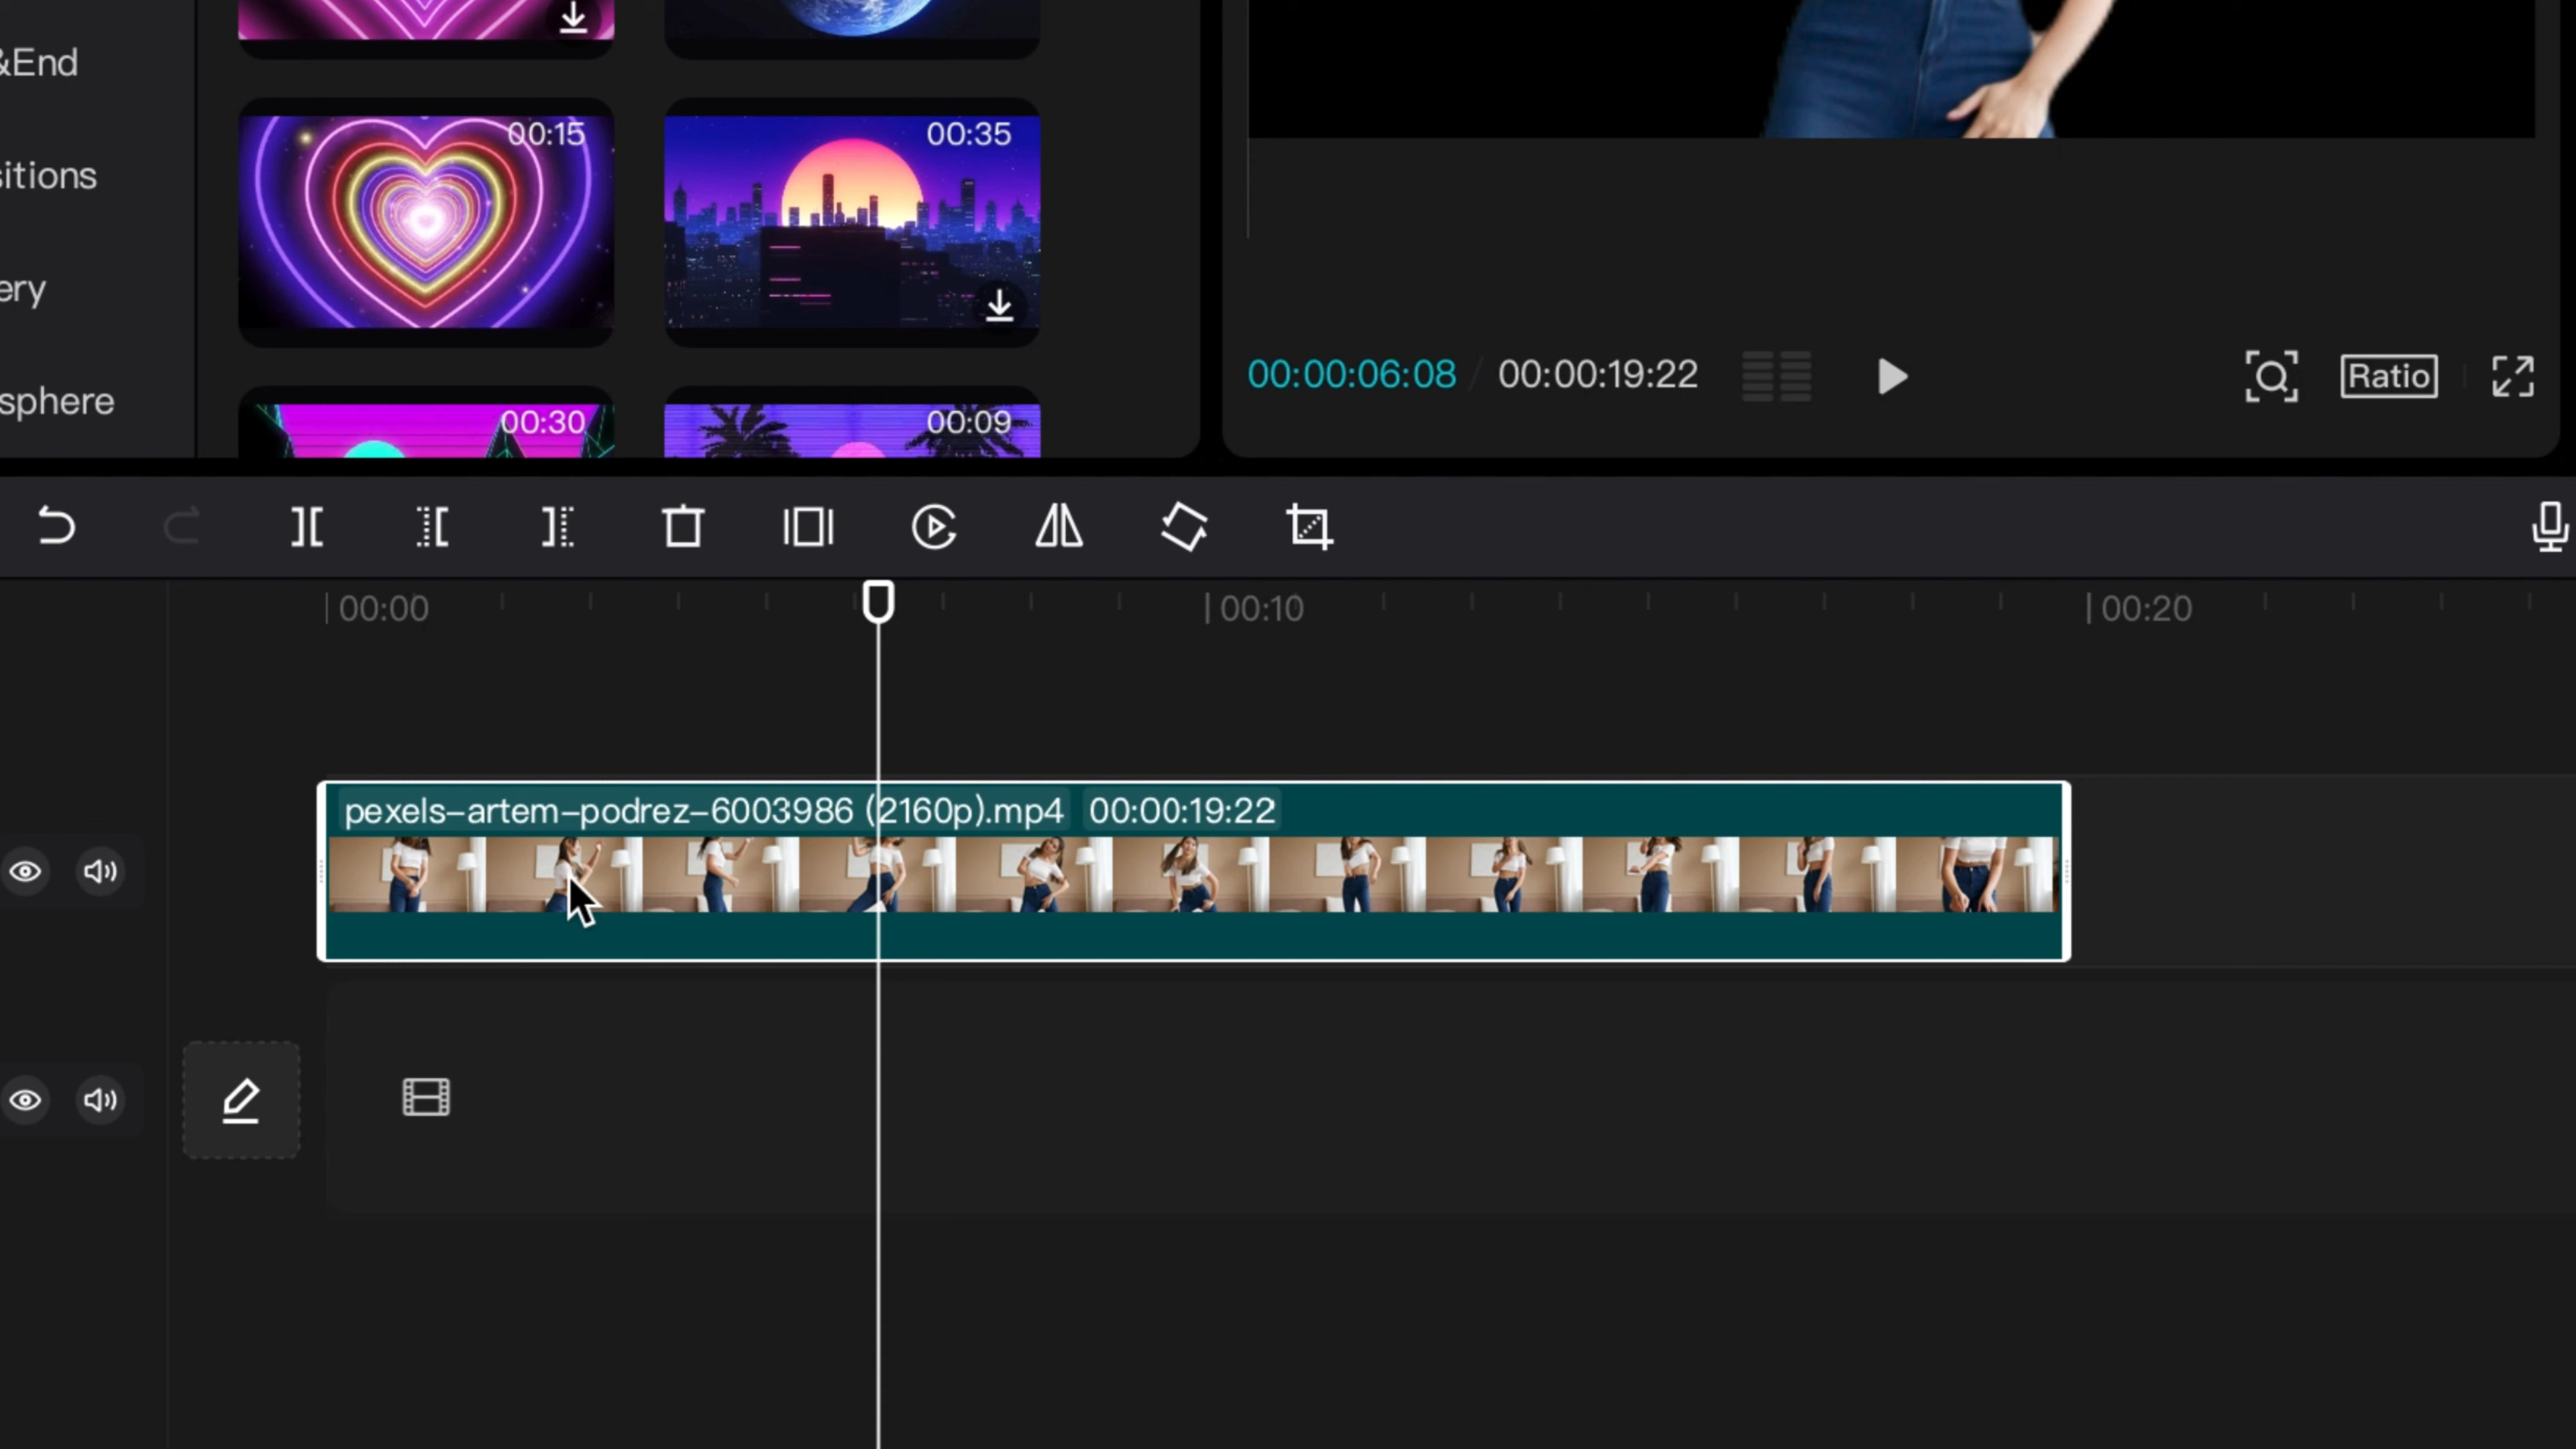 &End
sitions
ery
sphere
00:15
00:35
00:30
00:09
00:00:06:08 / 00:00:19:22
Ratio
00:00
00:10
00:20
pexels-artem-podrez-6003986 (2160p).mp4 00:00:19:22